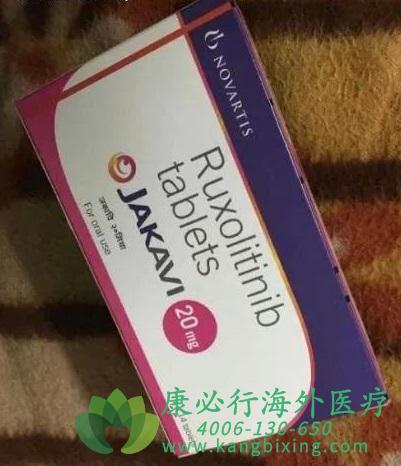 NOVARTIS
Ruxolitinib
tablets
JAKAVI
20 mg
For oral use
康必行海外医疗
4006-130-650
www.kangbixing.com